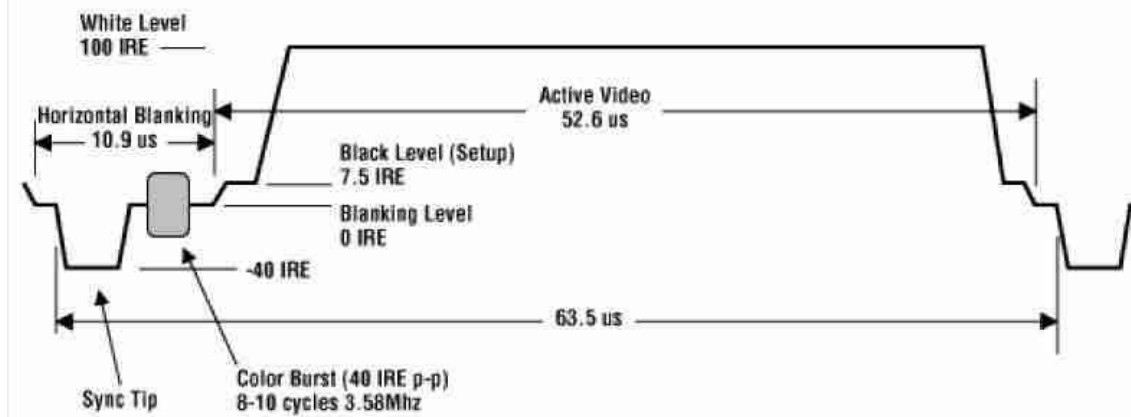 White Level
100 IRE
Horizontal Blanking
10.9 us
Active Video
52.6 us
Black Level (Setup)
7.5 IRE
Blanking Level
0 IRE
-40 IRE
63.5 us
Sync Tip
Color Burst (40 IRE p-p)
8-10 cycles 3.58Mhz